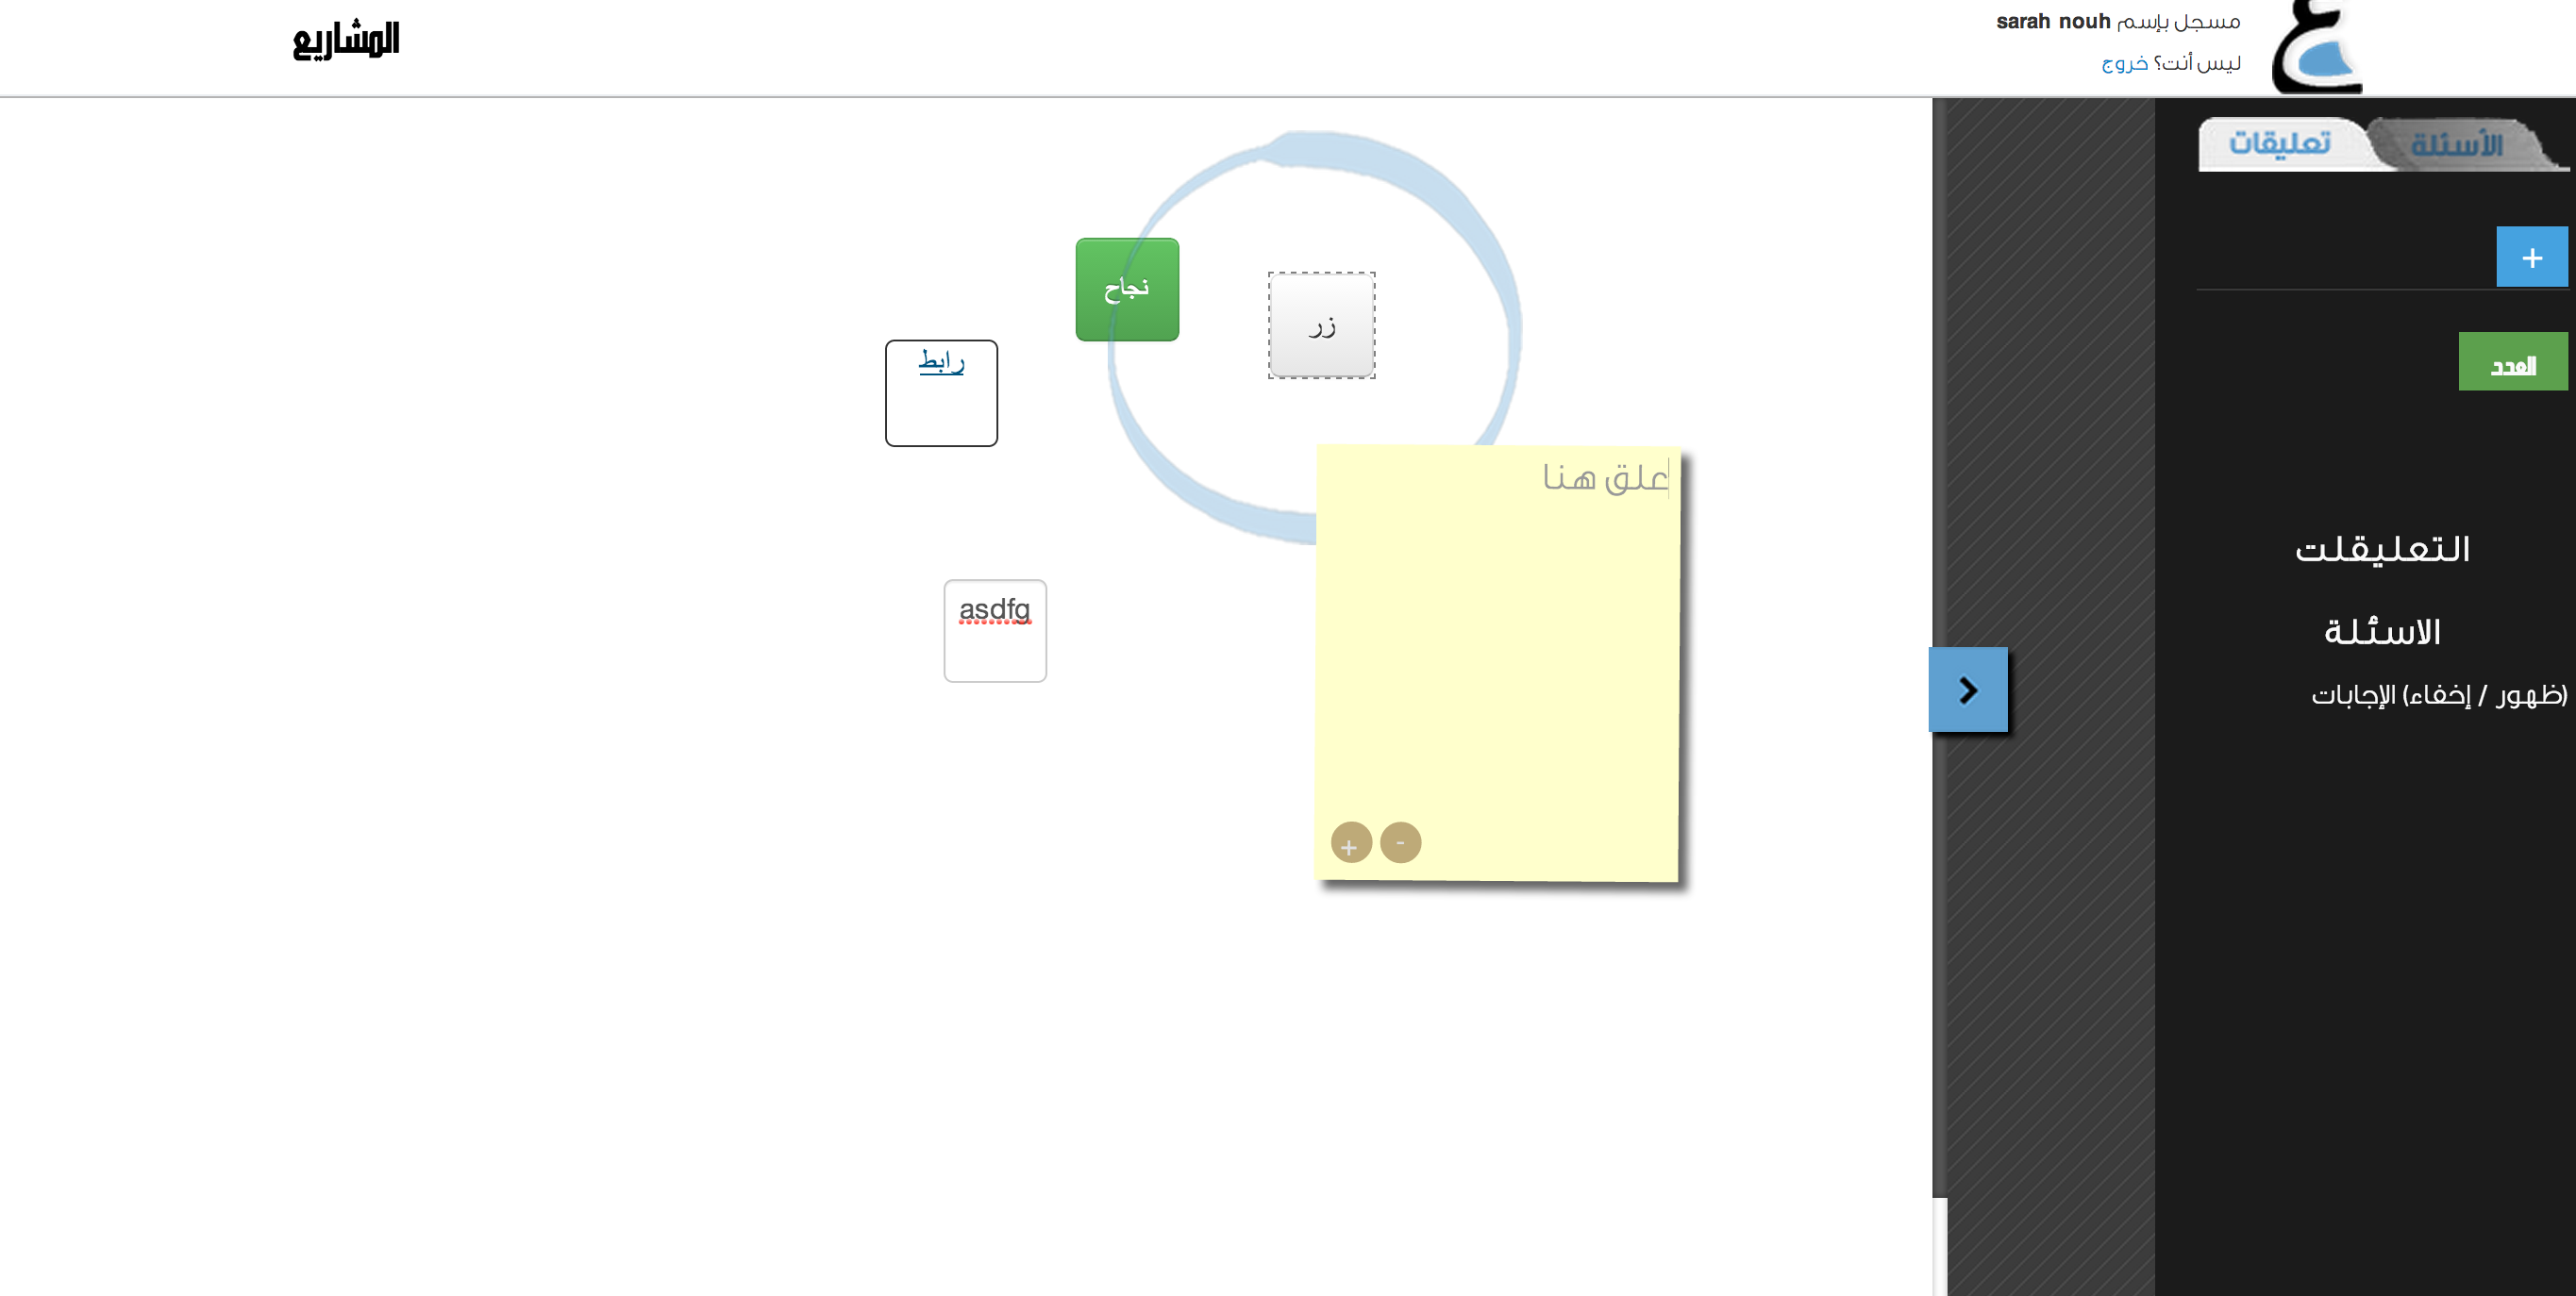 مسجل بإسم sarah nouh
ليس أنت؟ خروج
المشاريع
الأسئلة
تعليقات
+
العدد
التعليقلت
الاسئلة
(ظهور / إخفاء) الإجابات
نجاح
زر
رابط
علق هنا
asdfg
+ -